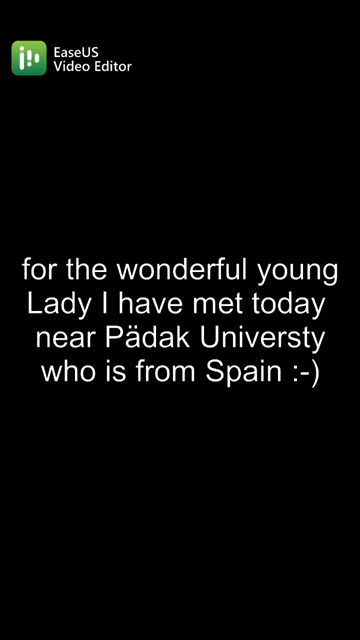 EaseUS
Video Editor
for the wonderful young
Lady I have met today
near Pädak Universty
who is from Spain :-)